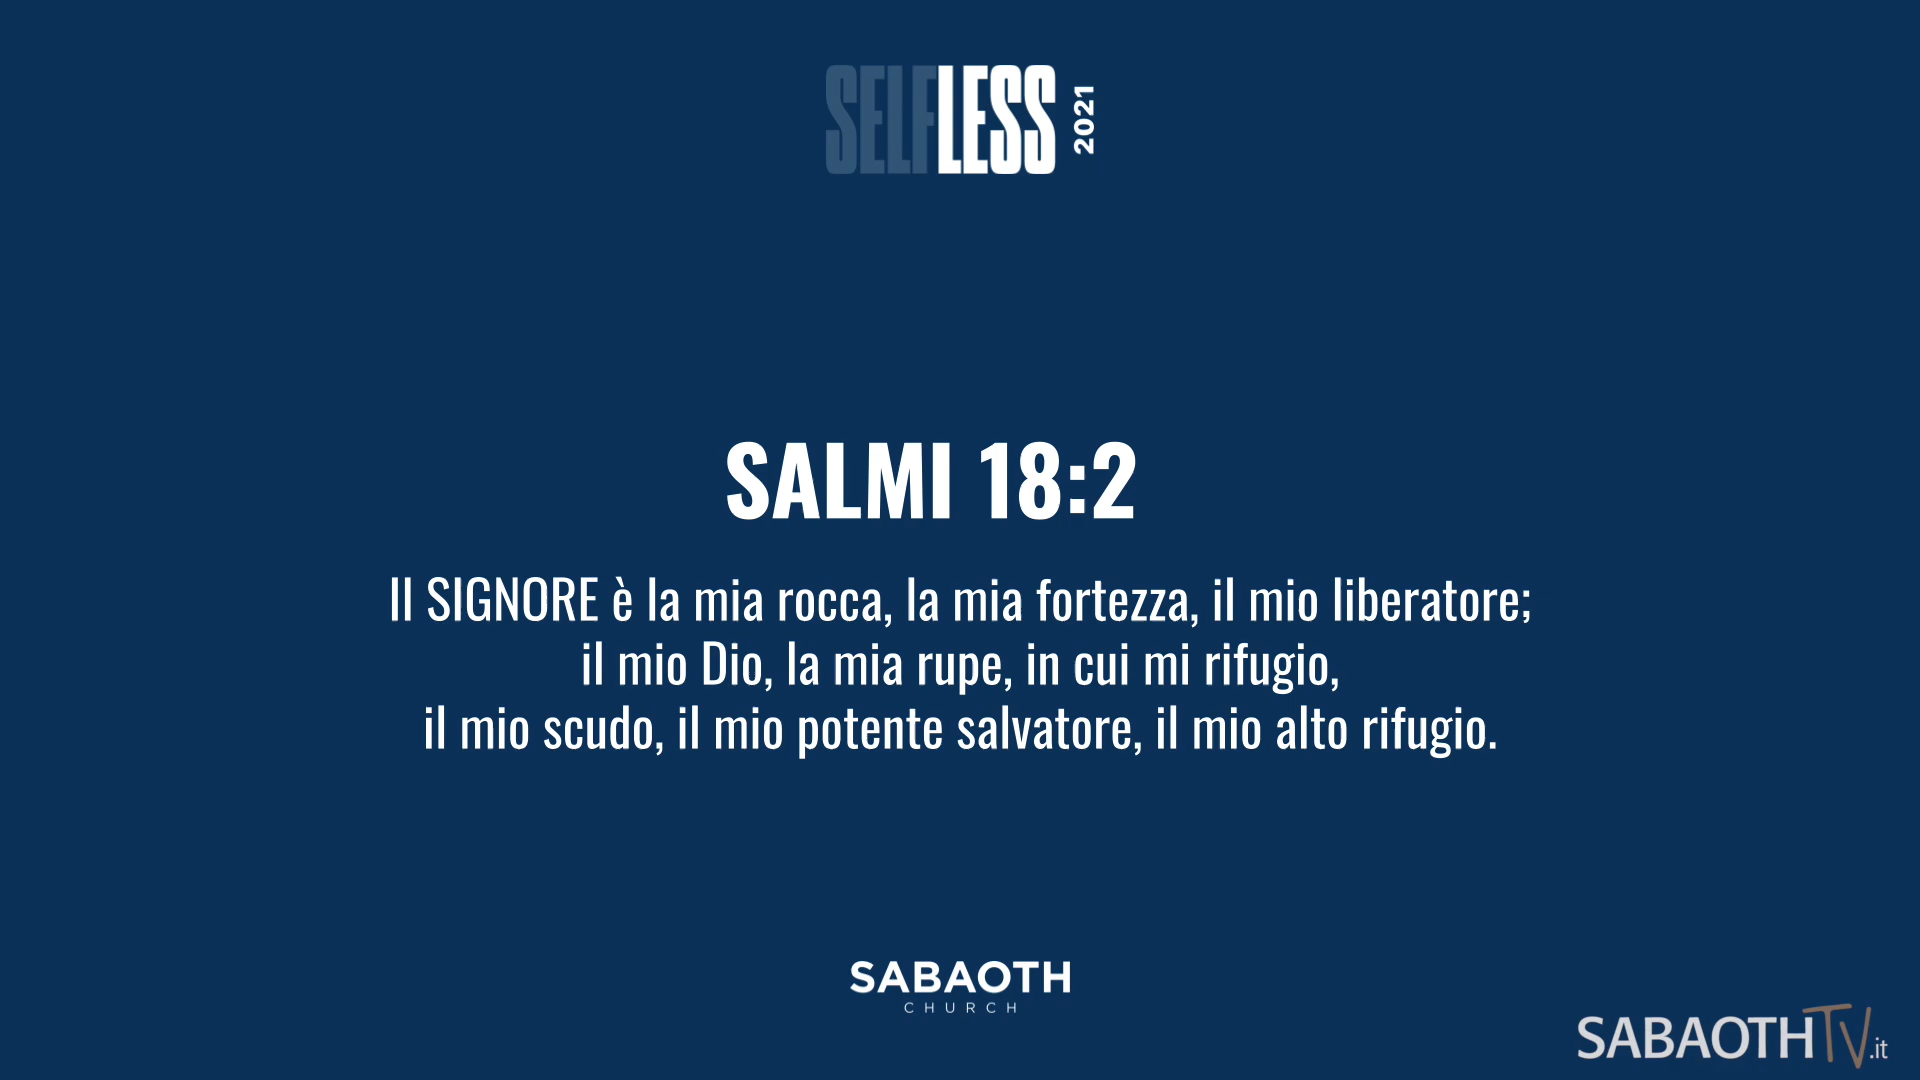 SELFLESS 2021
SALMI 18:2
Il SIGNORE è la mia rocca, la mia fortezza, il mio liberatore;
il mio Dio, la mia rupe, in cui mi rifugio,
il mio scudo, il mio potente salvatore, il mio alto rifugio.
SABAOTH
CHURCH
SABAOTHTV.it